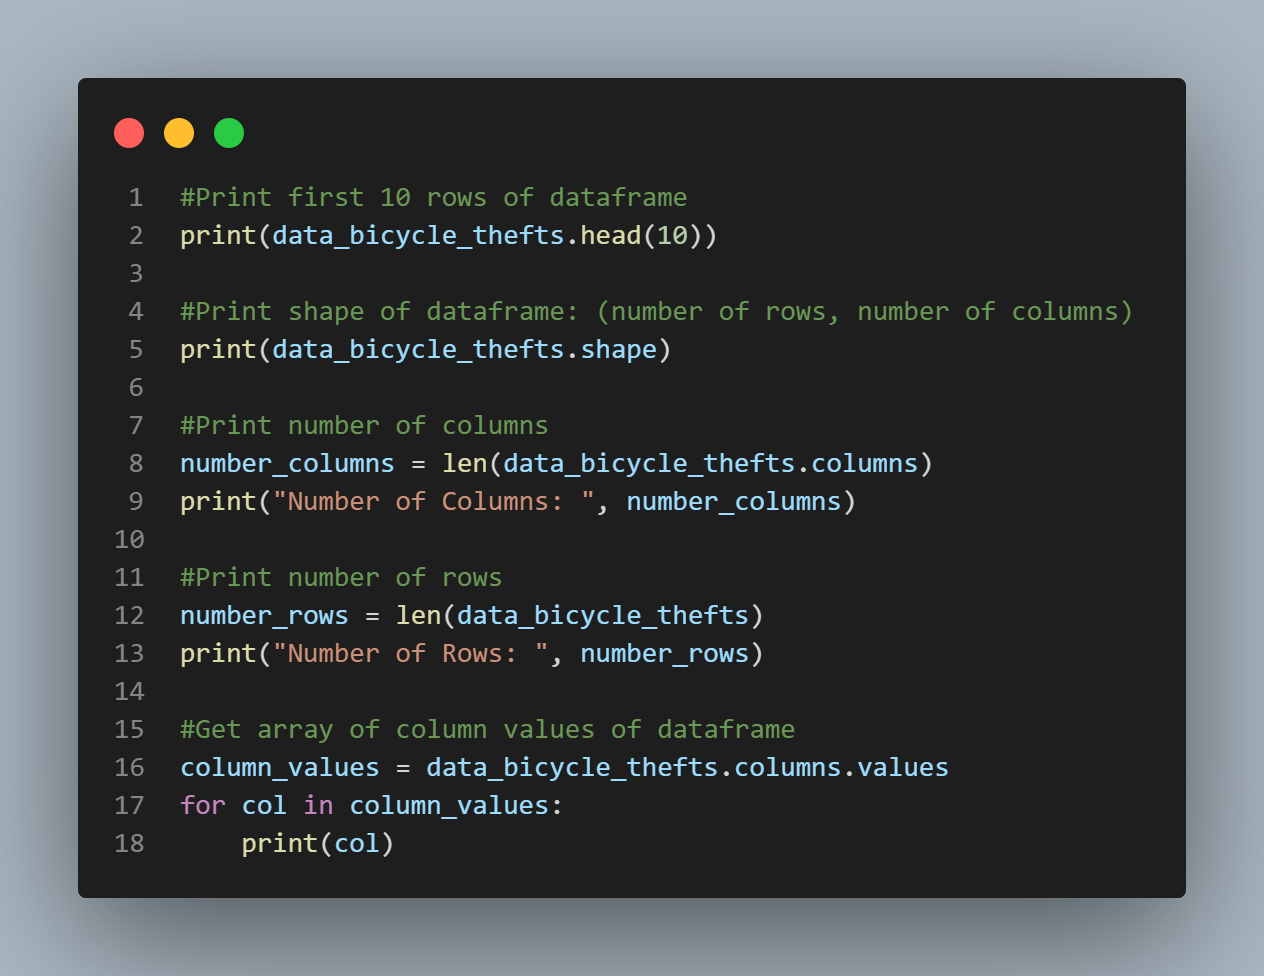 1 #Print first 10 rows of dataframe
2 print(data_bicycle_thefts.head(10))
3
4 #Print shape of dataframe: (number of rows, number of columns)
5 print(data_bicycle_thefts.shape)
6
7 #Print number of columns
8 number_columns = len(data_bicycle_thefts.columns)
9 print("Number of Columns: ", number_columns)
10
11 #Print number of rows
12 number_rows = len(data_bicycle_thefts)
13 print("Number of Rows: ", number_rows)
14
15 #Get array of column values of dataframe
16 column_values = data_bicycle_thefts.columns.values
17 for col in column_values:
18     print(col)